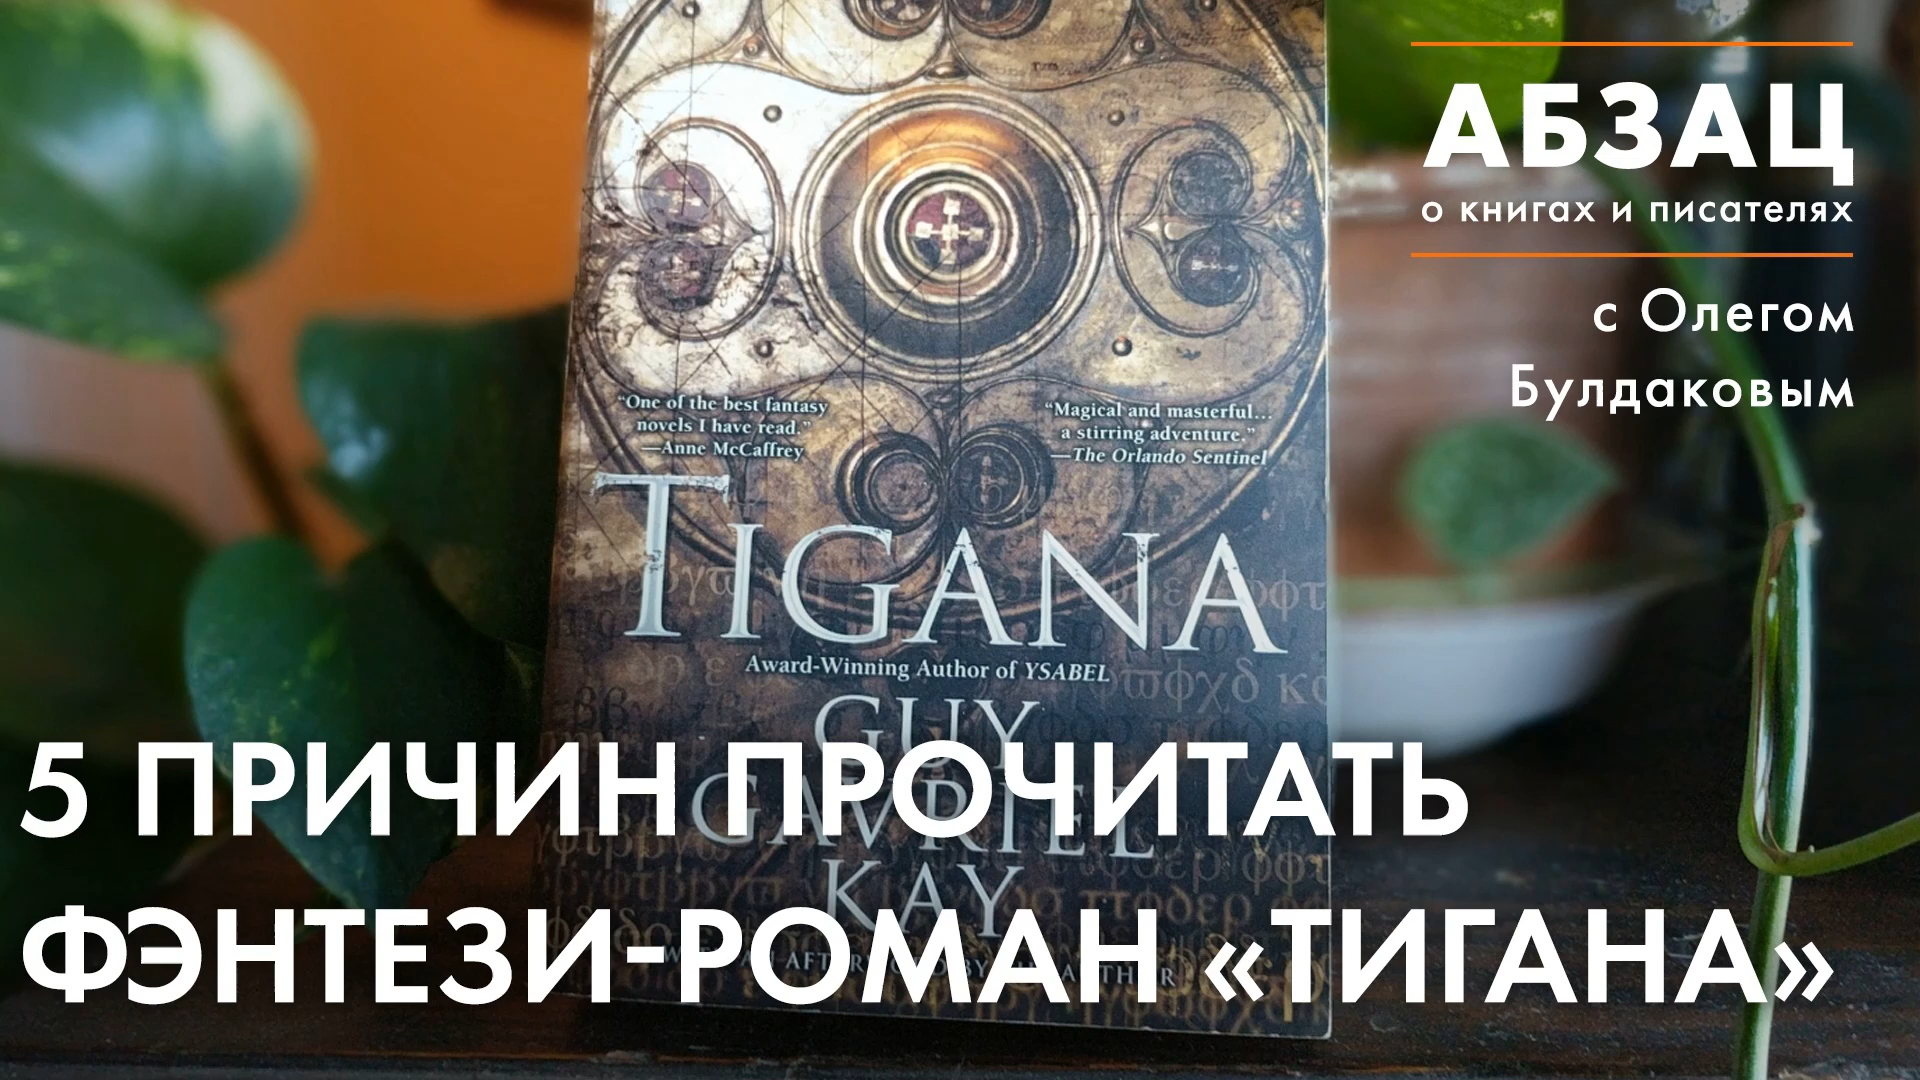 АБЗАЦ
о книгах и писателях
с Олегом
Булдаковым
“One of the best fantasy
novels I have read.”
—Anne McCaffrey
“Magical and masterful…
a stirring adventure.”
—The Orlando Sentinel
TIGANA
Award-Winning Author of YSABEL
GUY
GAVRIEL
KAY
5 ПРИЧИН ПРОЧИТАТЬ
ФЭНТЕЗИ-РОМАН «ТИГАНА»